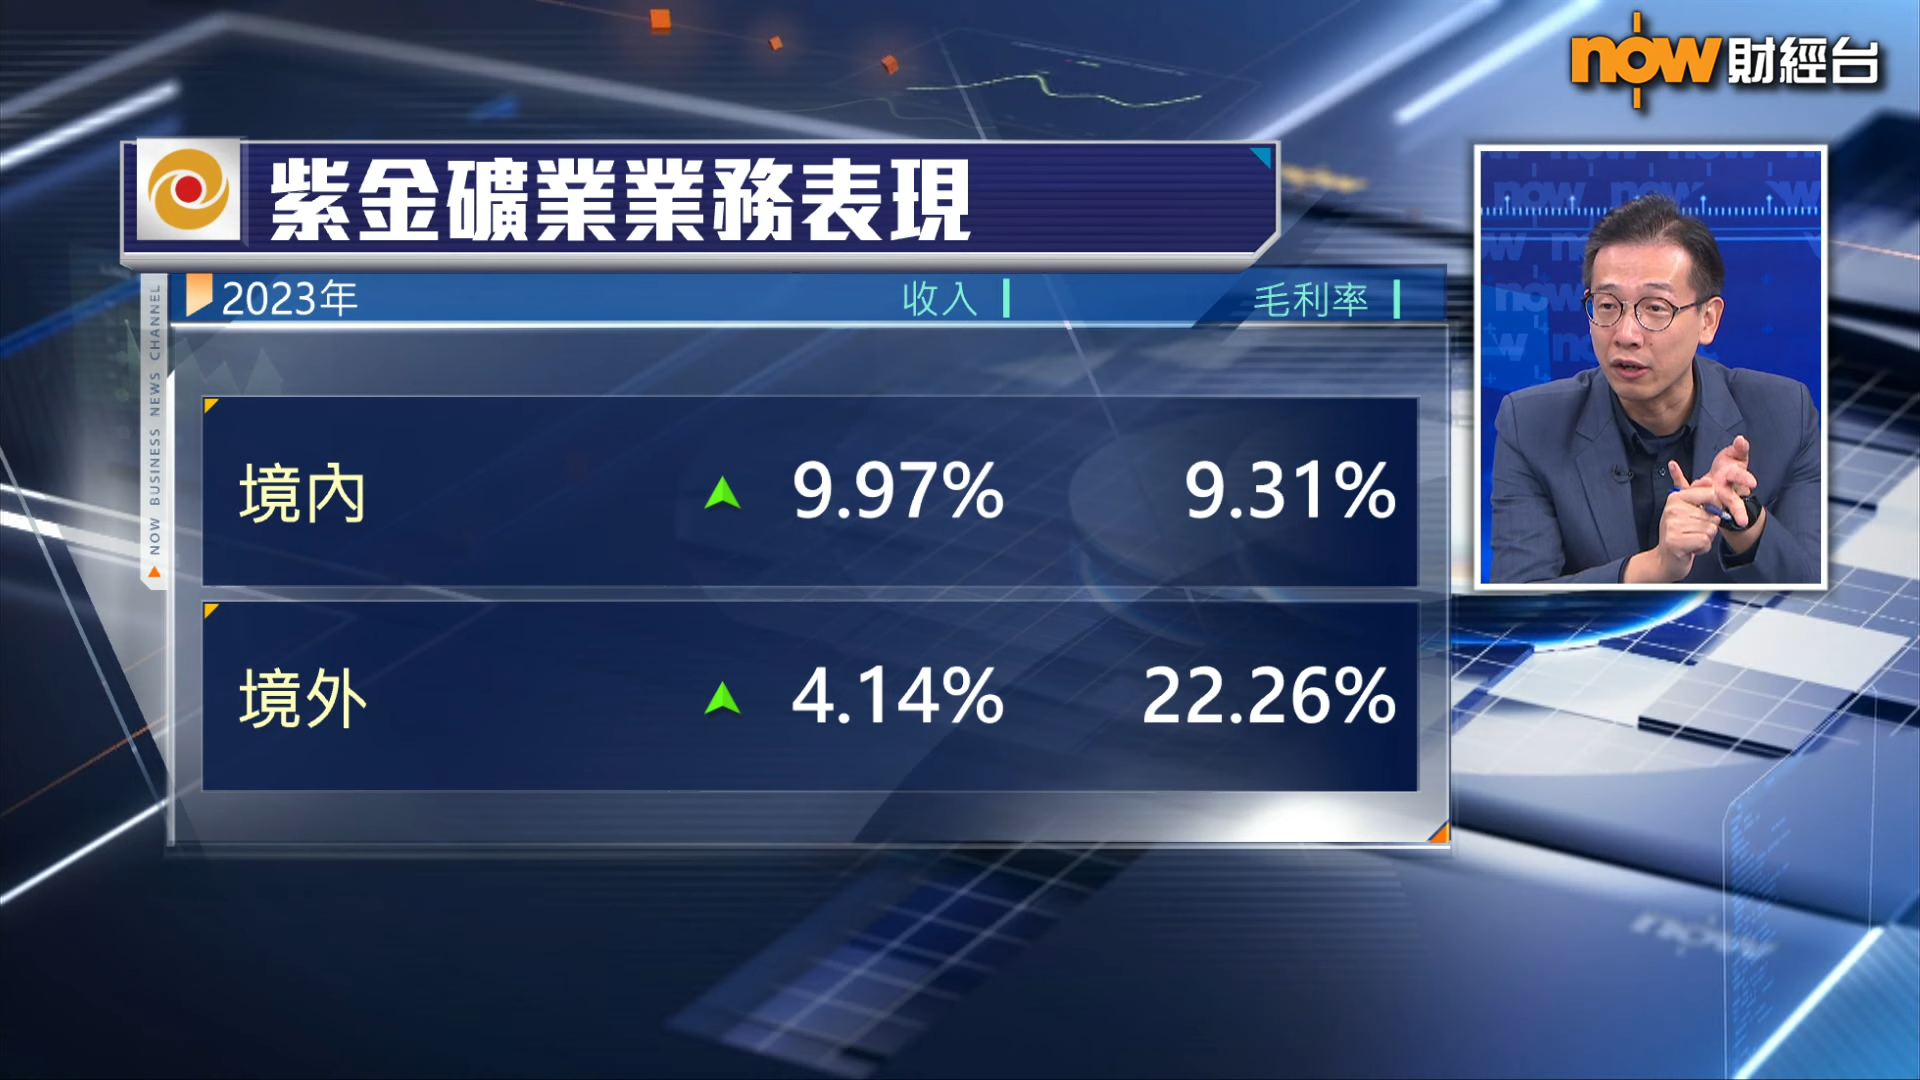 now財經台
紫金礦業業務表現
2023年 收入 毛利率
境內 9.97% 9.31%
境外 4.14% 22.26%
NOW BUSINESS NEWS CHANNEL
now